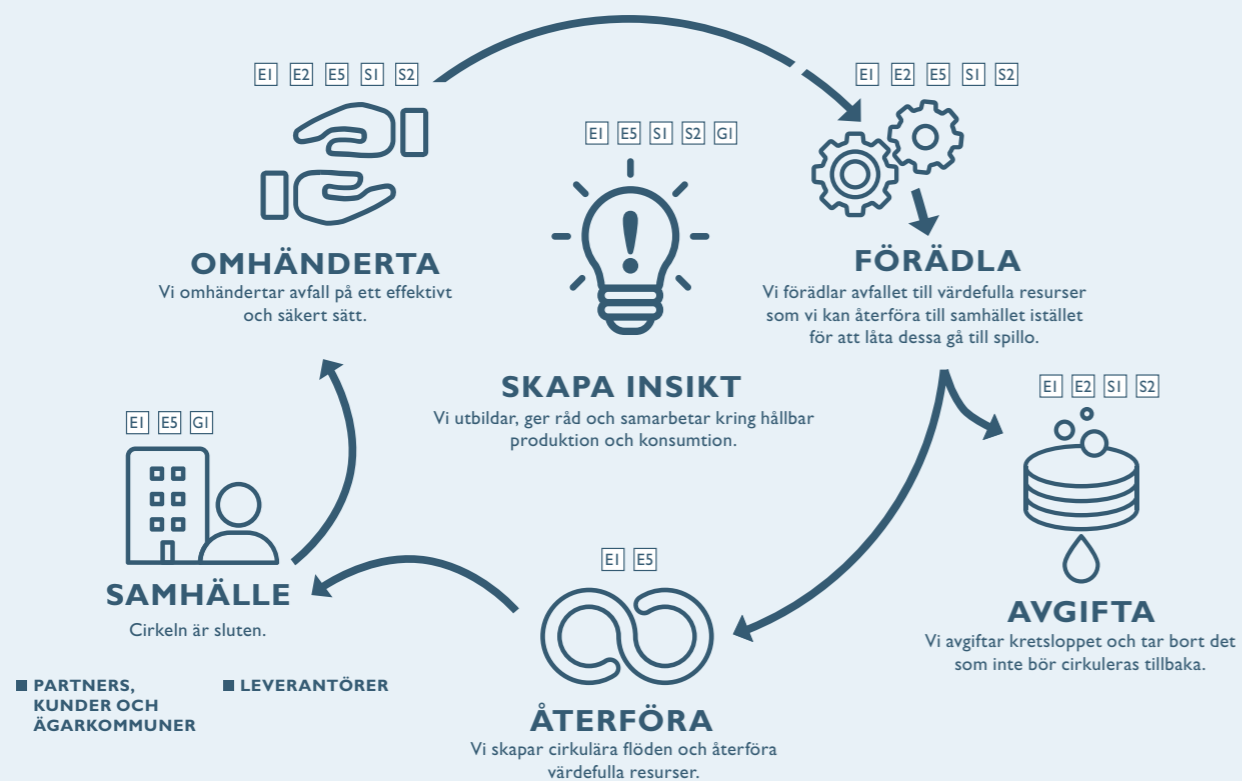 E1 E2 E5 S1 S2
OMHÄNDERTA
Vi omhändertar avfall på ett effektivt
och säkert sätt.
E1 E5 S1 S2 G1
SKAPA INSIKT
Vi utbildar, ger råd och samarbetar kring hållbar
produktion och konsumtion.
E1 E2 E5 S1 S2
FÖRÄDLA
Vi förädlar avfallet till värdefulla resurser
som vi kan återföra till samhället istället
för att låta dessa gå till spillo.
E1 E2 S1 S2
AVGIFTA
Vi avgiftar kretsloppet och tar bort det
som inte bör cirkuleras tillbaka.
E1 E5
ÅTERFÖRA
Vi skapar cirkulära flöden och återföra
värdefulla resurser.
E1 E5 G1
SAMHÄLLE
Cirkeln är sluten.
PARTNERS,
KUNDER OCH
ÄGARKOMMUNER
LEVERANTÖRER